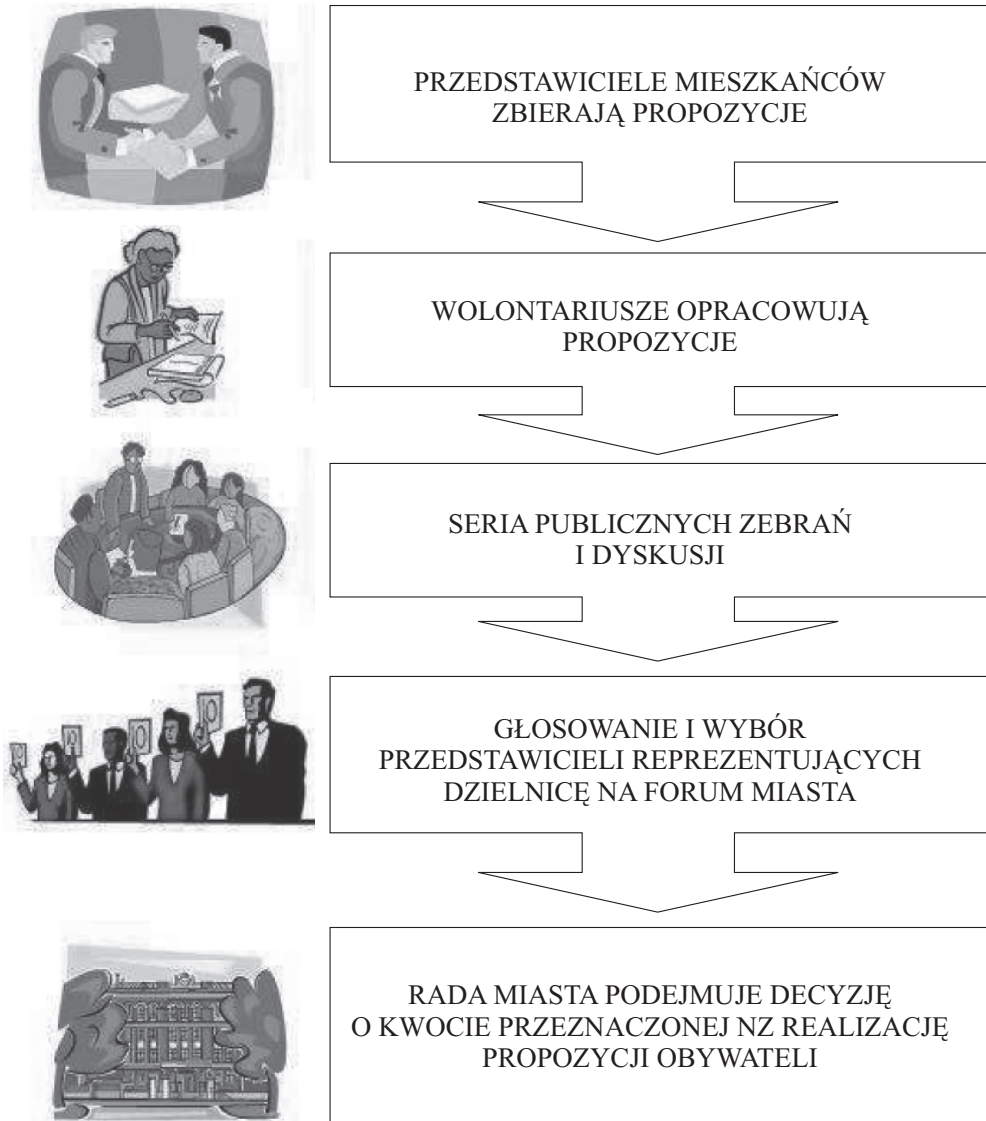 PRZEDSTAWICIELE MIESZKAŃCÓW
ZBIERAJĄ PROPOZYCJE
WOLONTARIUSZE OPRACOWUJĄ
PROPOZYCJE
SERIA PUBLICZNYCH ZEBRAŃ
I DYSKUSJI
GŁOSOWANIE I WYBÓR
PRZEDSTAWICIELI REPREZENTUJĄCYCH
DZIELNICĘ NA FORUM MIASTA
RADA MIASTA PODEJMUJE DECYZJĘ
O KWOCIE PRZEZNACZONEJ NZ REALIZACJĘ
PROPOZYCJI OBYWATELI